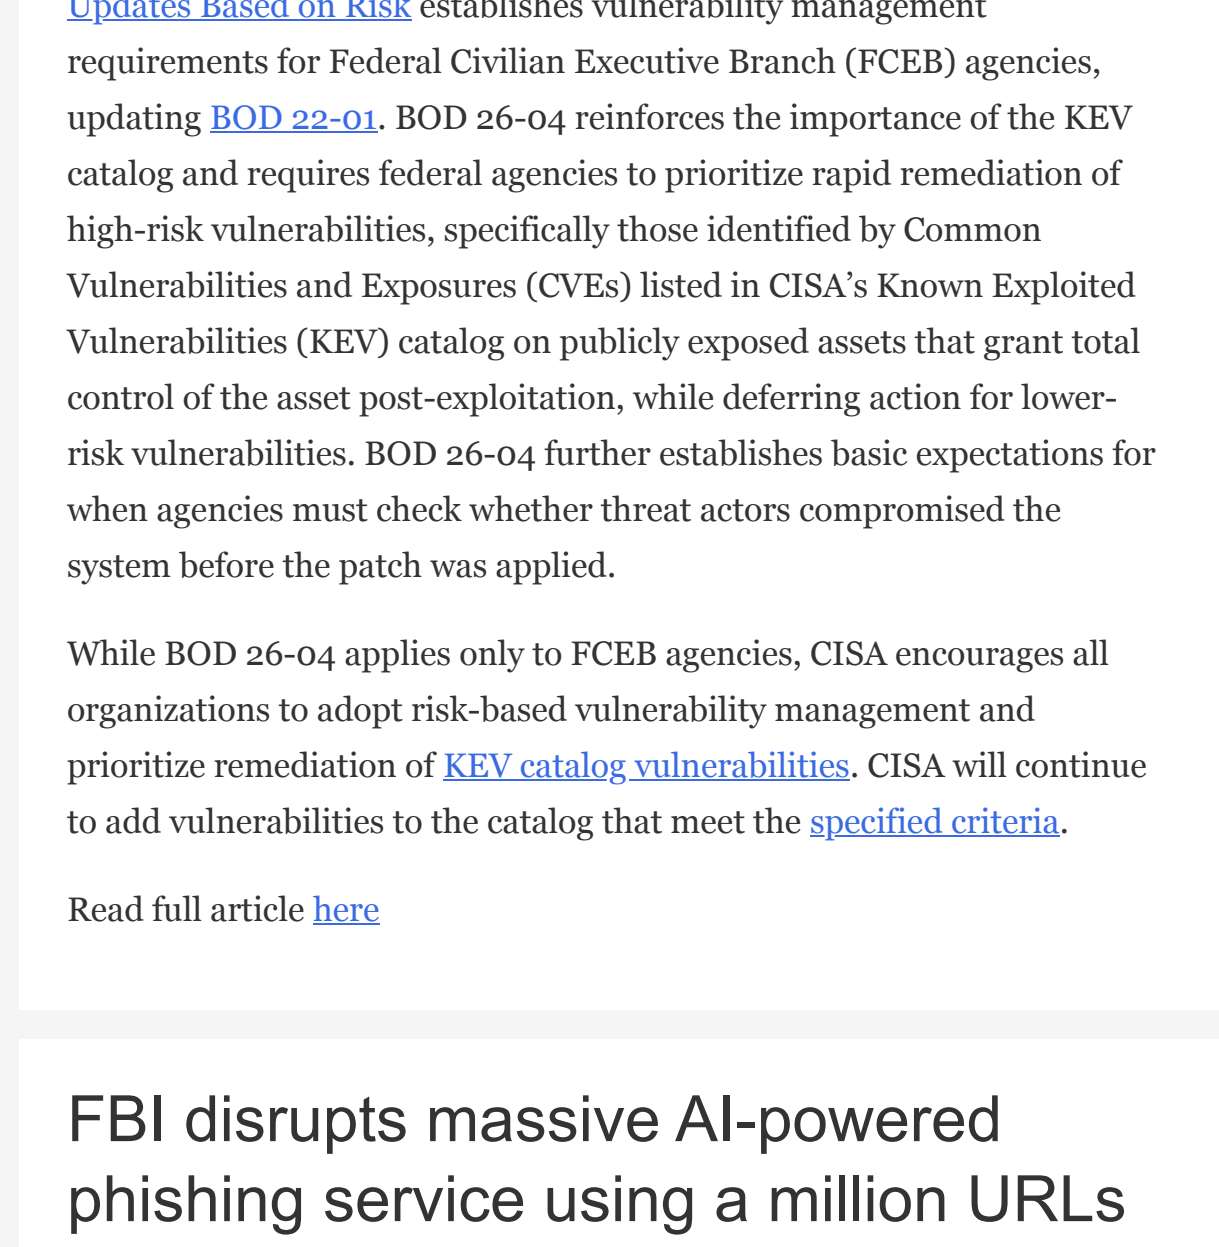 Updates Based on Risk establishes vulnerability management
requirements for Federal Civilian Executive Branch (FCEB) agencies,
updating BOD 22-01. BOD 26-04 reinforces the importance of the KEV
catalog and requires federal agencies to prioritize rapid remediation of
high-risk vulnerabilities, specifically those identified by Common
Vulnerabilities and Exposures (CVEs) listed in CISA’s Known Exploited
Vulnerabilities (KEV) catalog on publicly exposed assets that grant total
control of the asset post-exploitation, while deferring action for lower-
risk vulnerabilities. BOD 26-04 further establishes basic expectations for
when agencies must check whether threat actors compromised the
system before the patch was applied.
While BOD 26-04 applies only to FCEB agencies, CISA encourages all
organizations to adopt risk-based vulnerability management and
prioritize remediation of KEV catalog vulnerabilities. CISA will continue
to add vulnerabilities to the catalog that meet the specified criteria.
Read full article here
FBI disrupts massive AI-powered
phishing service using a million URLs